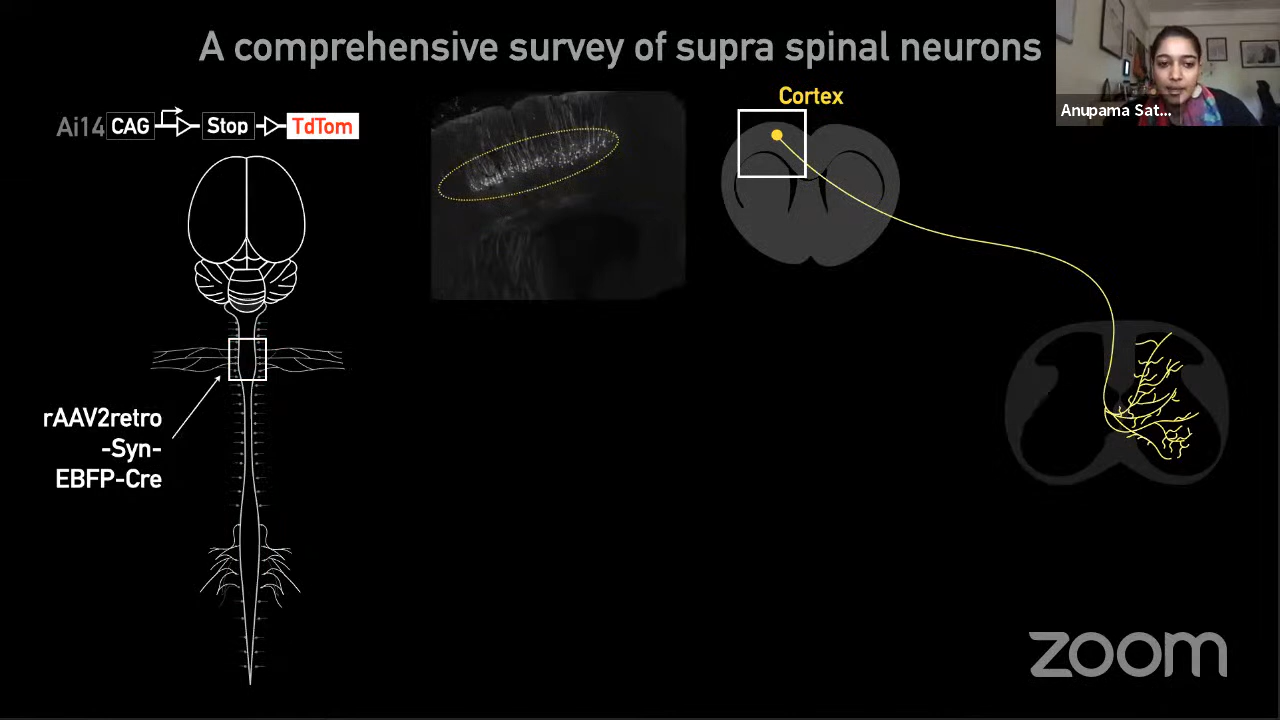 A comprehensive survey of supra spinal neurons
Anupama Sat...
Cortex
Ai14 CAG Stop TdTom
rAAV2retro
-Syn-
EBFP-Cre
zoom